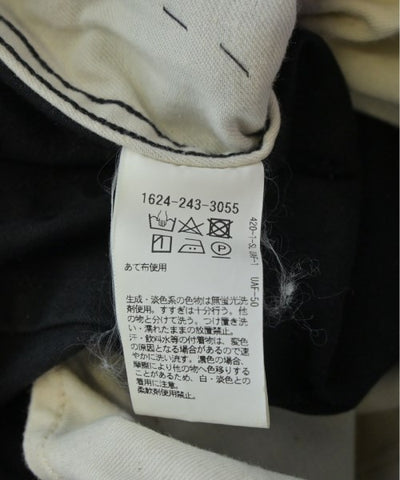 1624-243-3055
P
あて布使用
生成・淡色系の色物は無蛍光洗
剤使用。すすぎは十分行う。他
の物と分けて洗う。つけ置き洗
い・濡れたままの放置禁止。
汗・飲料水等の付着物は、変色
の原因となる場合があるので速
やかに洗い流す。濃色の場合、
摩擦により他の物へ色移りする
ことがあるため、白・淡色との
着用に注意。
柔軟剤使用禁止。
UAF-50